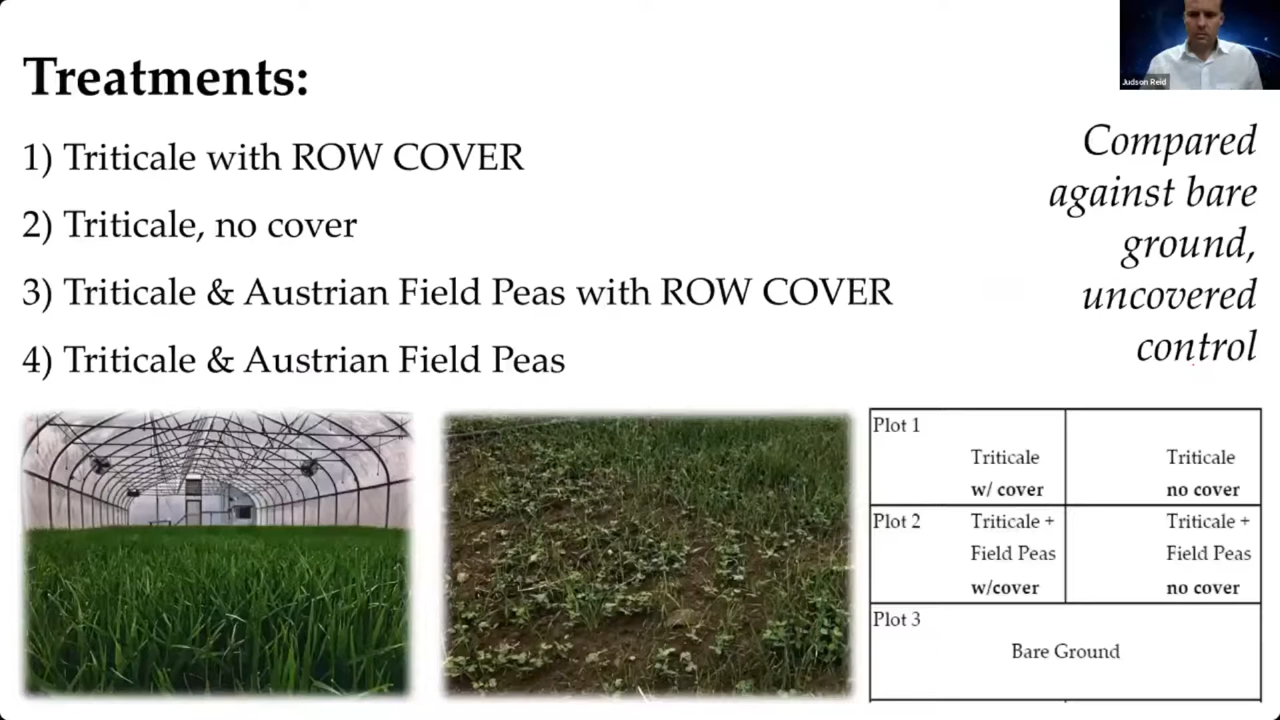 Treatments:
Judson Reid
1) Triticale with ROW COVER
2) Triticale, no cover
3) Triticale & Austrian Field Peas with ROW COVER
4) Triticale & Austrian Field Peas
Compared
against bare
ground,
uncovered
control
Plot 1
Triticale
w/ cover
Triticale
no cover
Plot 2
Triticale +
Field Peas
w/cover
Triticale +
Field Peas
no cover
Plot 3
Bare Ground